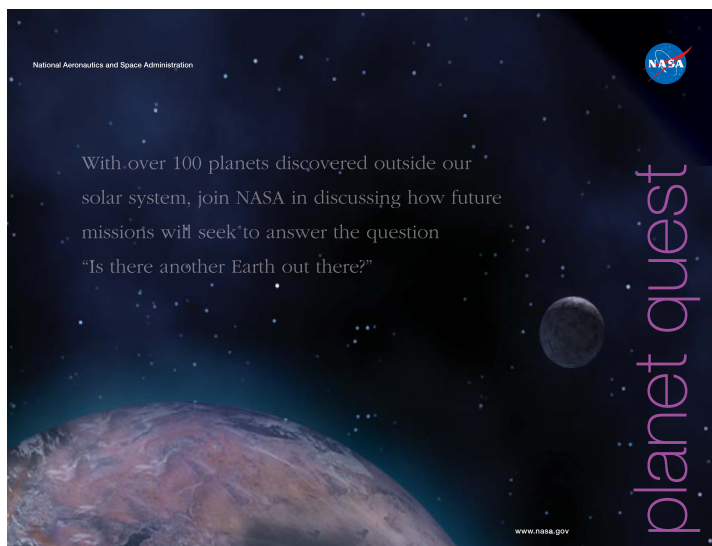 National Aeronautics and Space Administration
NASA
With over 100 planets discovered outside our
solar system, join NASA in discussing how future
missions will seek to answer the question
“Is there another Earth out there?”
planet quest
www.nasa.gov